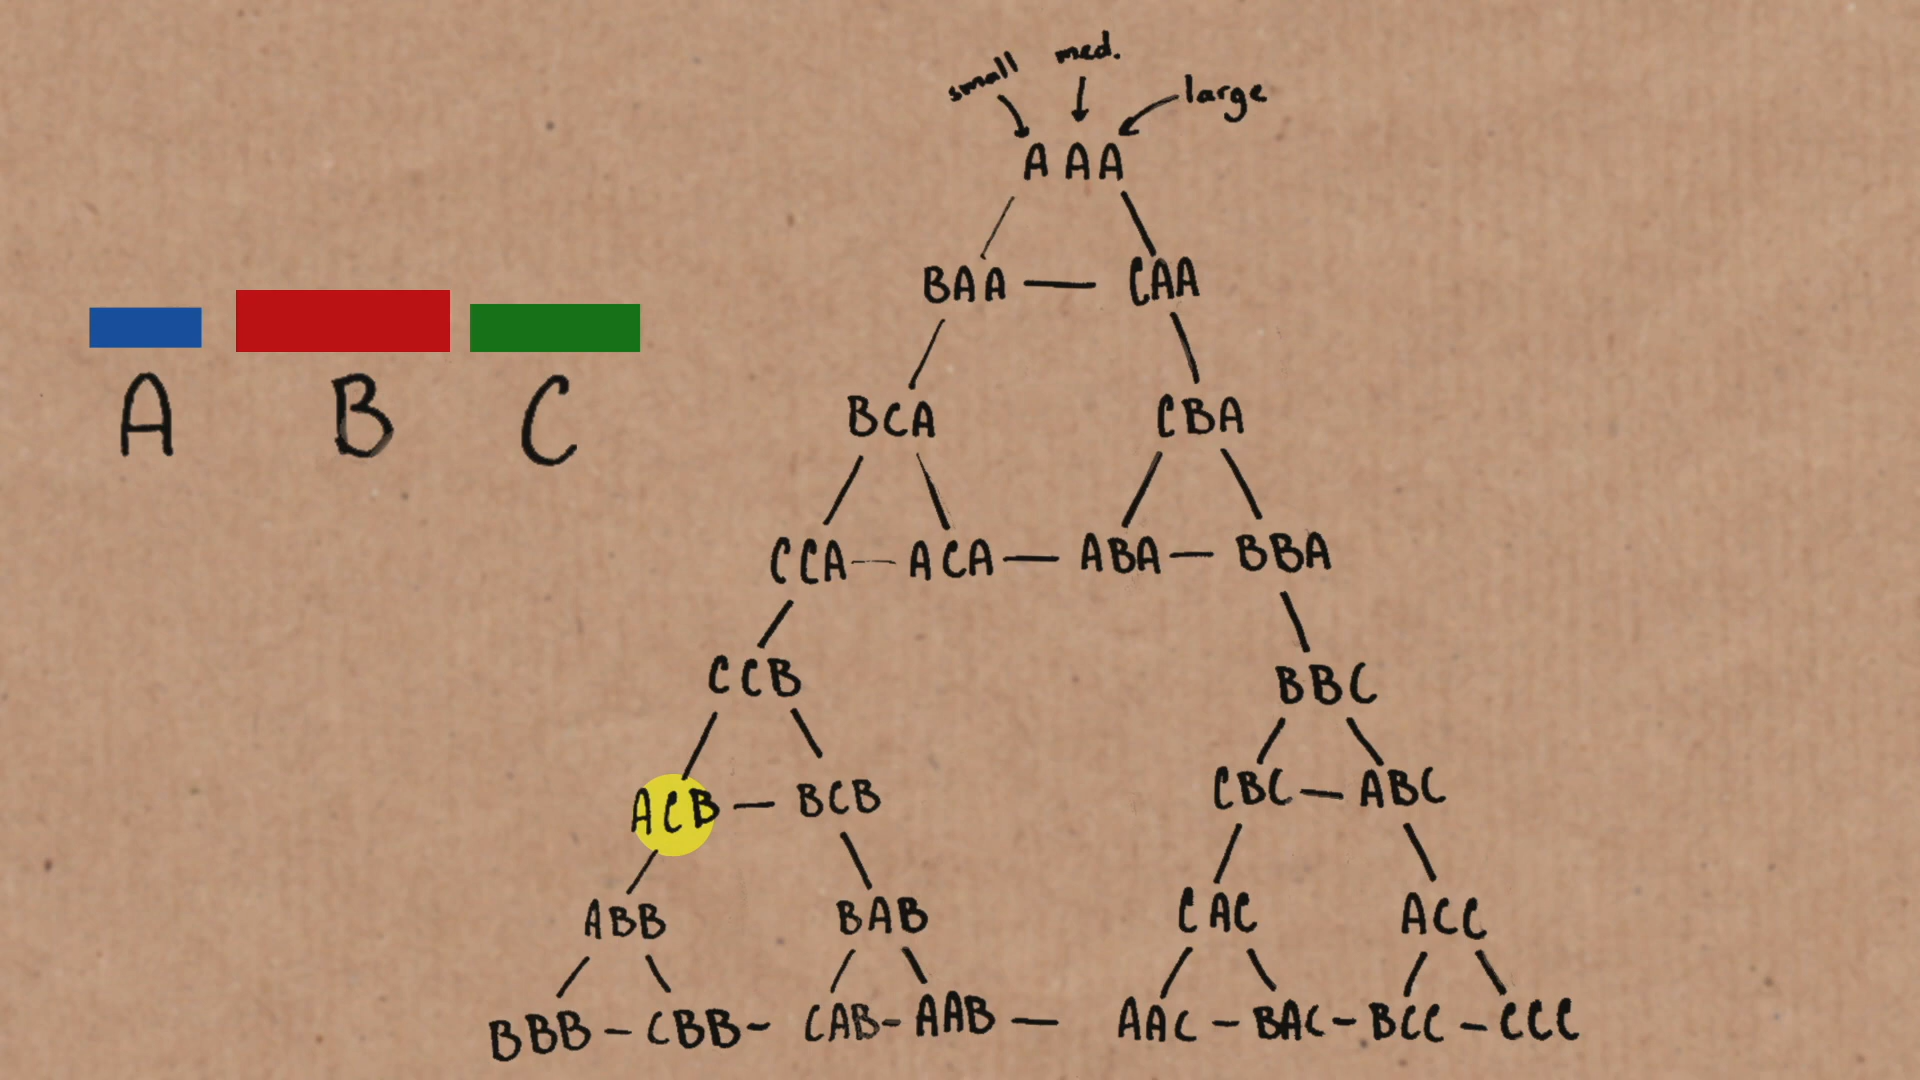 small med. large
A A A
BAA CAA
A B C
BCA CBA
CCA ACA ABA BBA
CCB BBC
ACB BCB CBC ABC
ABB BAB CAC ACC
BBB CBB CAB AAB AAC BAC BCC CCC